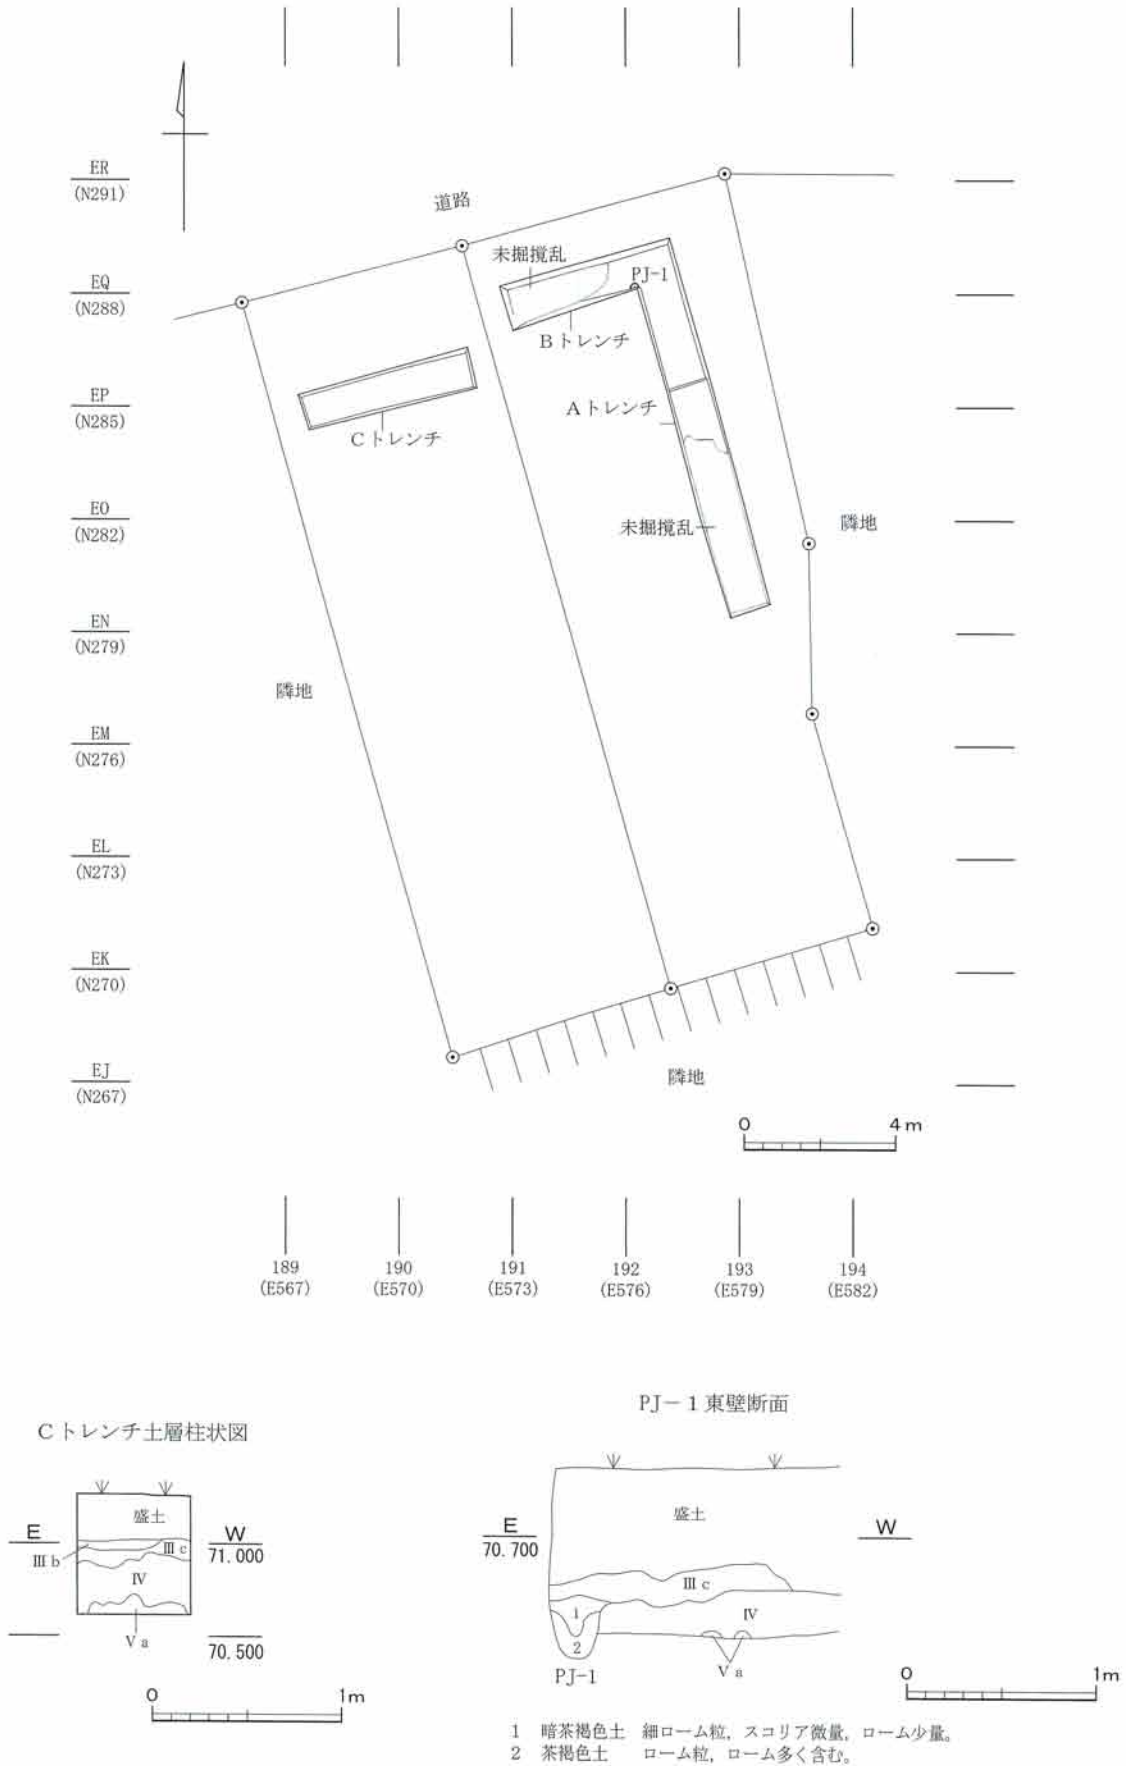 ER
(N291)
道路
未掘撹乱
EQ
(N288)
PJ-1
Bトレンチ
EP
(N285)
Aトレンチ
Cトレンチ
EO
(N282)
未掘撹乱
隣地
EN
(N279)
隣地
EM
(N276)
EL
(N273)
EK
(N270)
EJ
(N267)
隣地
0 4m
189 190 191 192 193 194
(E567) (E570) (E573) (E576) (E579) (E582)
Cトレンチ土層柱状図
盛土
E
W
71.000
Ⅲb
Ⅲc
Ⅳ
Ⅴa
70.500
0 1m
PJ-1東壁断面
盛土
E
70.700
W
Ⅲc
1
Ⅳ
2
PJ-1
Ⅴa
0 1m
1 暗茶褐色土 細ローム粒，スコリア微量，ローム少量。
2 茶褐色土 ローム粒，ローム多く含む。